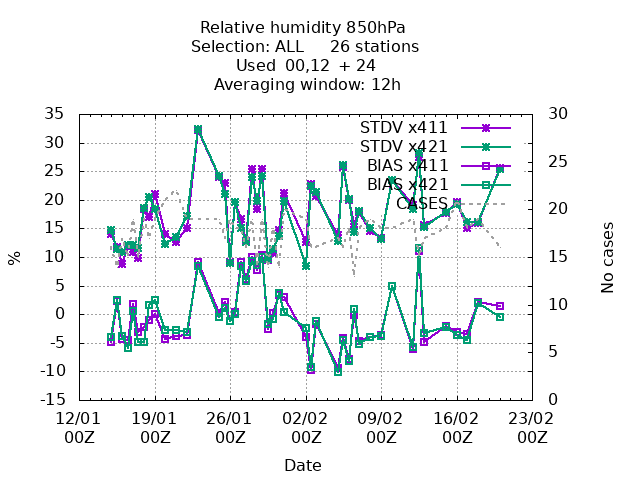 Relative humidity 850hPa
Selection: ALL 26 stations
Used 00,12 + 24
Averaging window: 12h
35
30
25
20
15
10
5
0
-5
-10
-15
%
STDV x411
STDV x421
BIAS x411
BIAS x421
CASES
30
25
20
15
10
5
0
No cases
12/01 19/01 26/01 02/02 09/02 16/02 23/02
00Z 00Z 00Z 00Z 00Z 00Z 00Z
Date